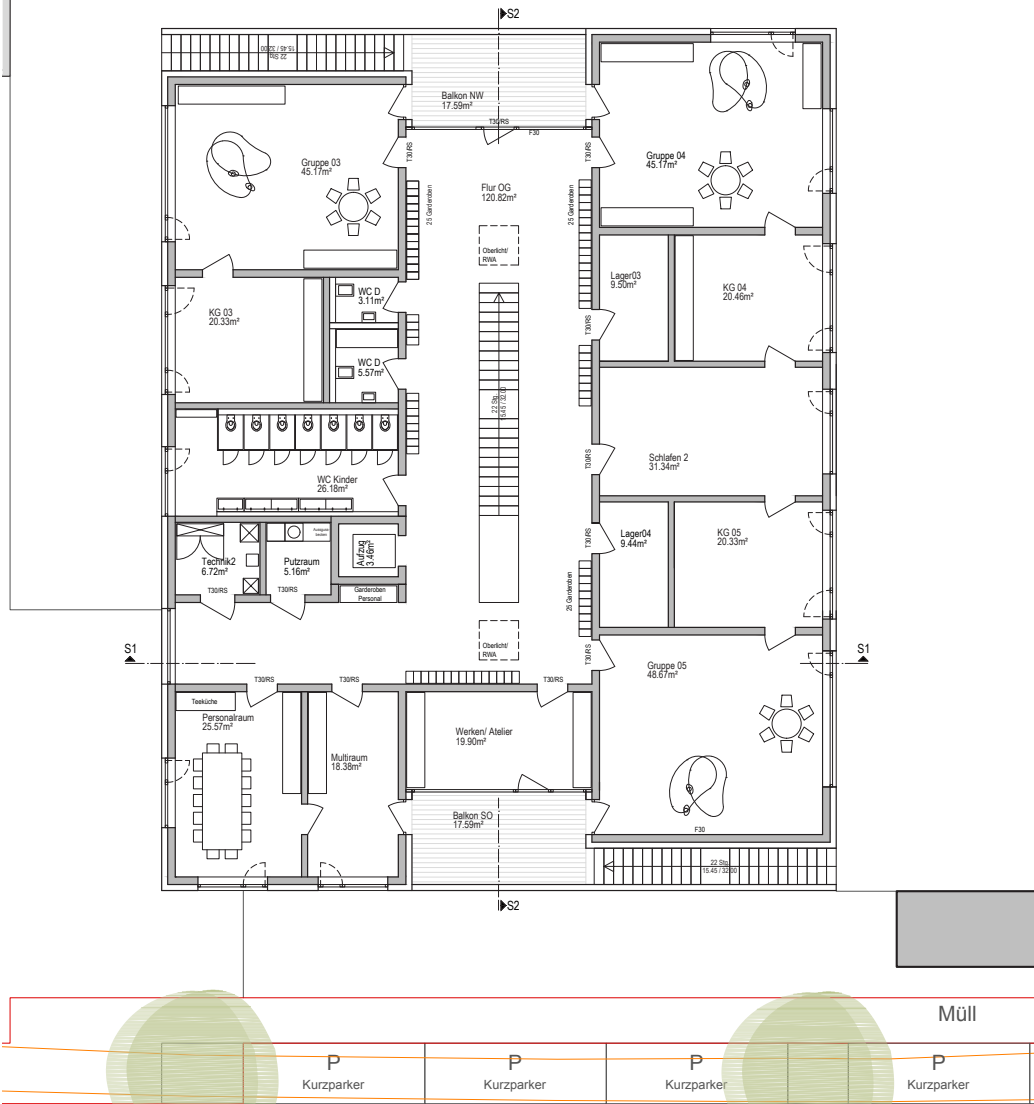 S2
22 Stg.
15.45 / 32.00
Balkon NW
17.59m²
T30/RS
F30
T30/RS
T30/RS
Gruppe 03
45.17m²
Gruppe 04
45.17m²
Flur OG
120.82m²
25 Garderoben
25 Garderoben
Oberlicht/
RWA
Lager03
9.50m²
KG 04
20.46m²
WC D
3.11m²
KG 03
20.33m²
T30/RS
WC D
5.57m²
22 Stg.
15.45 / 32.00
Schlafen 2
31.34m²
T30/RS
WC Kinder
26.18m²
Technik2
6.72m²
T30/RS
Putzraum
5.16m²
T30/RS
Aufzug
3.46m²
Garderoben
Personal
Lager04
9.44m²
T30/RS
KG 05
20.33m²
25 Garderoben
Oberlicht/
RWA
T30/RS
S1
S1
Gruppe 05
48.67m²
T30/RS
T30/RS
T30/RS
Teeküche
Personalraum
25.57m²
Multiraum
18.38m²
Werken/ Atelier
19.90m²
Balkon SO
17.59m²
F30
22 Stg.
15.45 / 32.00
S2
Müll
P
Kurzparker
P
Kurzparker
P
Kurzparker
P
Kurzparker